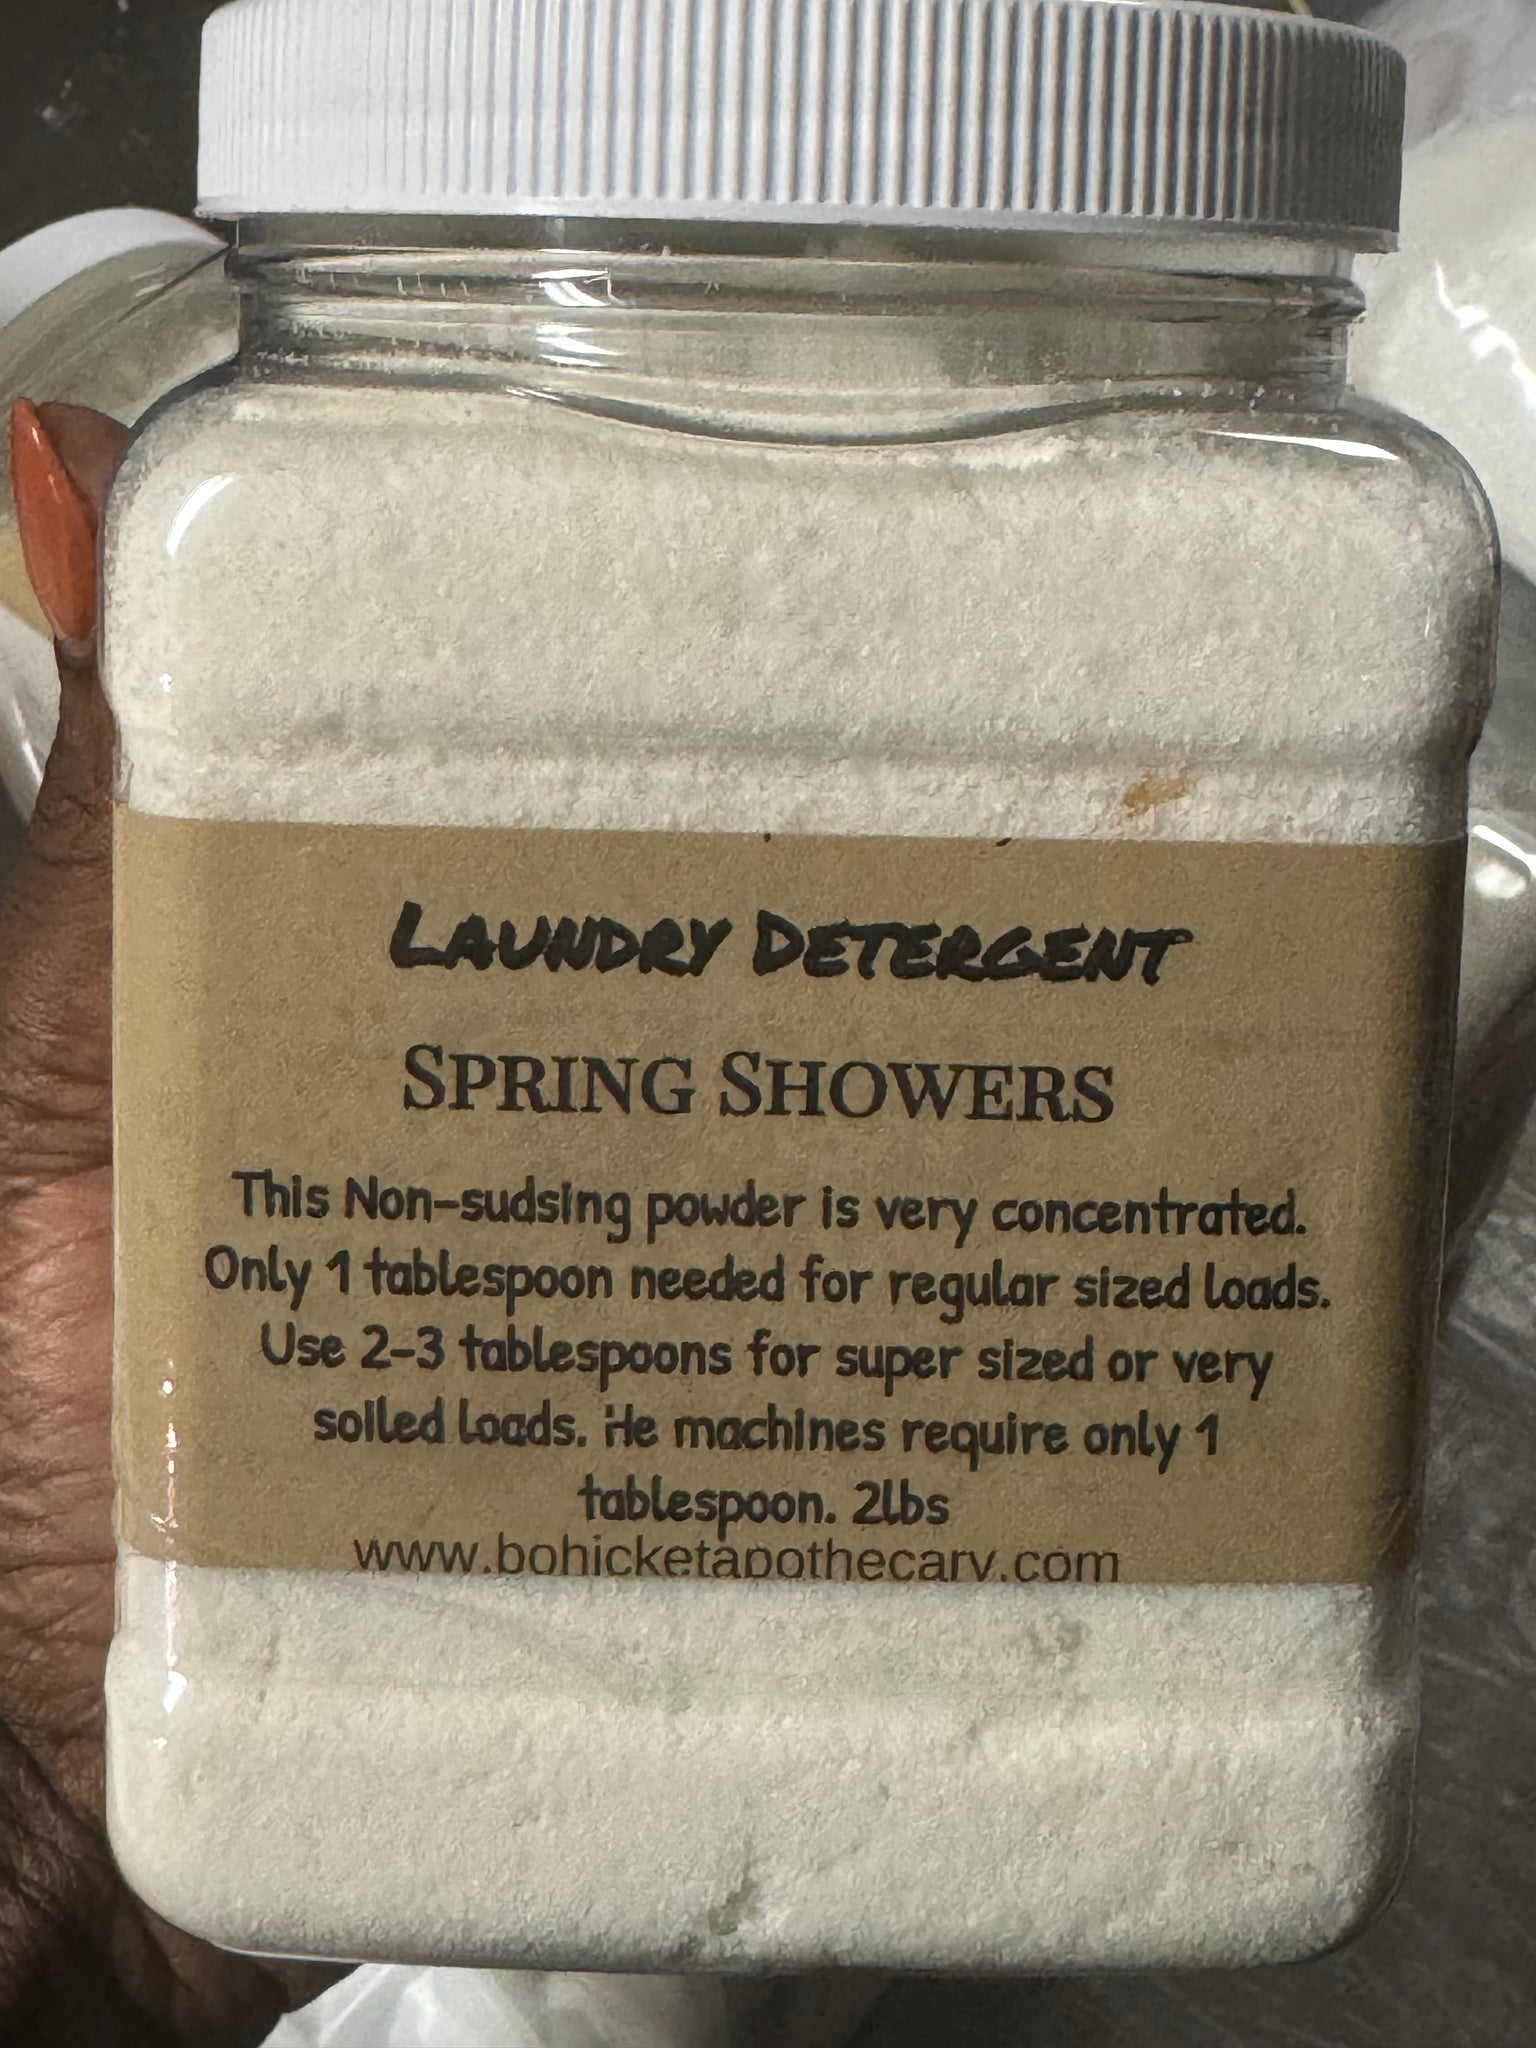 Laundry Detergent
Spring Showers
This Non-sudsing powder is very concentrated.
Only 1 tablespoon needed for regular sized loads.
Use 2-3 tablespoons for super sized or very
soiled loads. He machines require only 1
tablespoon. 2lbs
www.bohicketapothecary.com